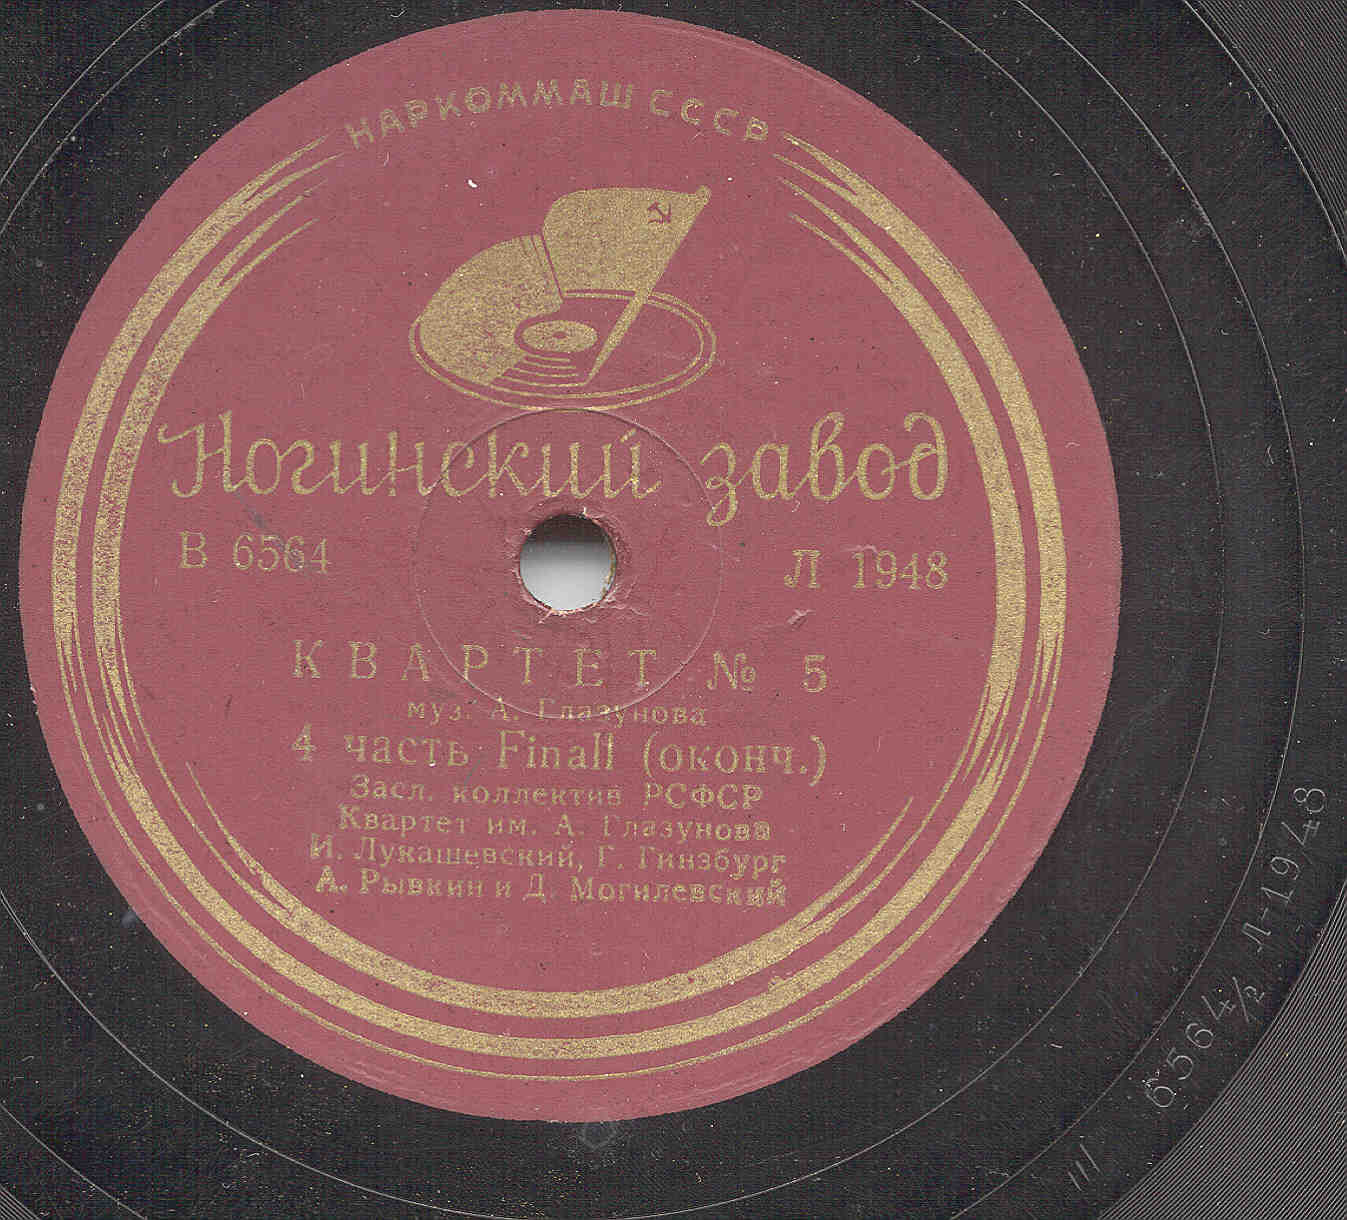 НАРКОММАШ СССР
Ногинский завод
В 6564
Л 1948
КВАРТЕТ № 5
муз. А. Глазунова
4 часть Finall (оконч.)
Засл. коллектив РСФСР
Квартет им. А. Глазунова
И. Лукашевский, Г. Гинзбург
А. Рывкин и Д. Могилевский
III 6564/2 Л-1948